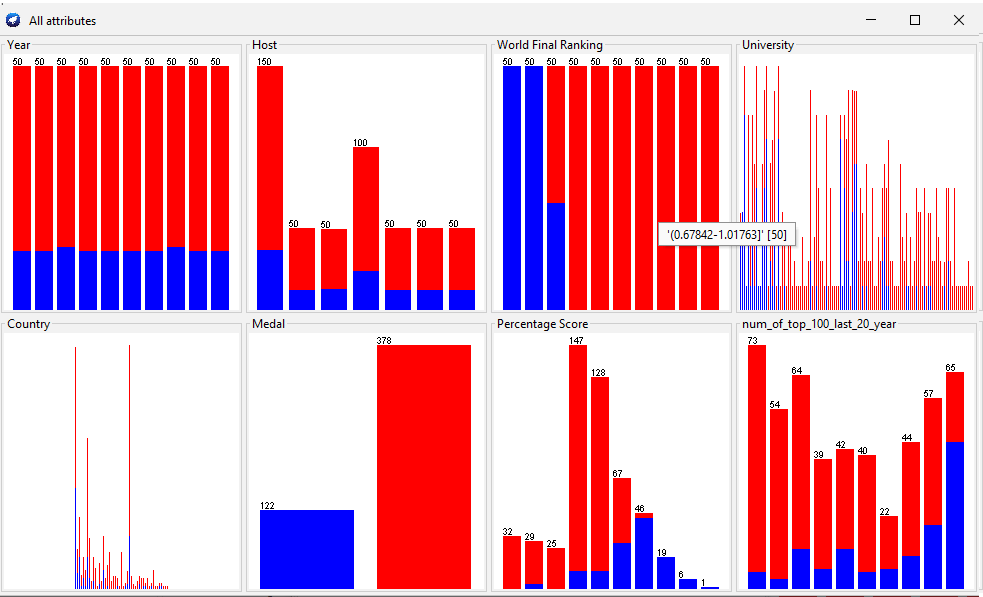 All attributes
Year
50 50 50 50 50 50 50 50 50 50
Host
150
50 50
100
50 50 50
World Final Ranking
50 50 50 50 50 50 50 50 50 50
'(0.67842-1.01763]' [50]
University
Country
Medal
122
378
Percentage Score
32 29 25 147 128 67 46 19 6 1
num_of_top_100_last_20_year
73 54 64 39 42 40 22 44 57 65